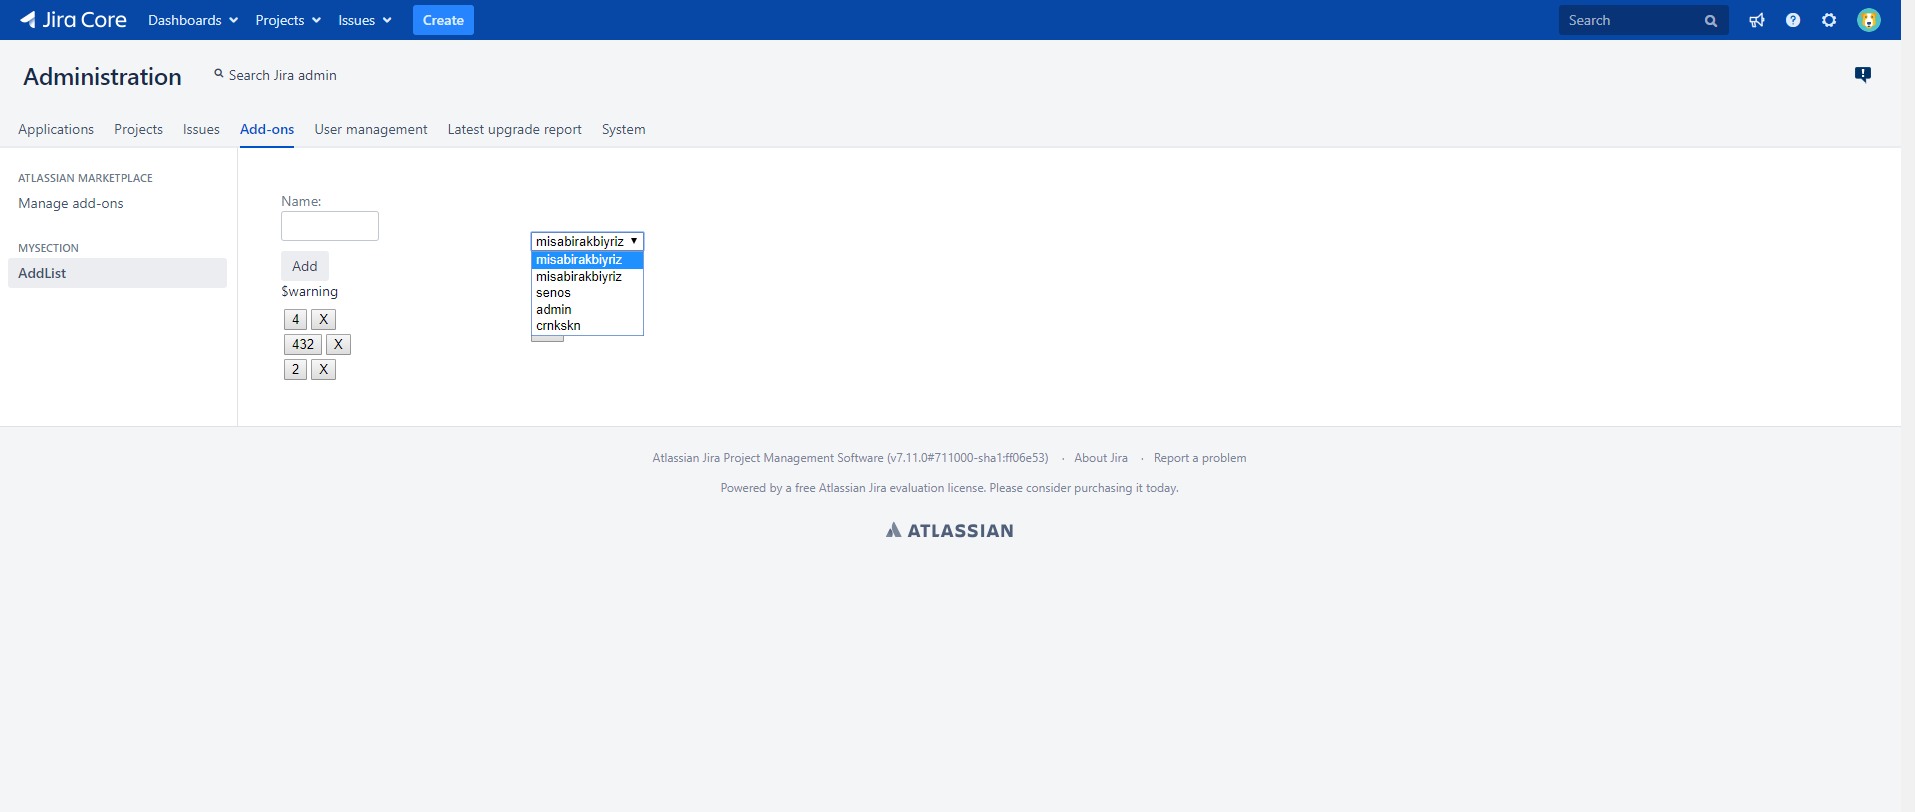 Jira Core Dashboards Projects Issues Create Search
Administration Search Jira admin
Applications Projects Issues Add-ons User management Latest upgrade report System
ATLASSIAN MARKETPLACE
Manage add-ons
MYSECTION
AddList
Name:
Add
$warning
4 X
432 X
2 X
misabirakbiyriz
misabirakbiyriz
misabirakbiyriz
senos
admin
crnkskn
Atlassian Jira Project Management Software (v7.11.0#711000-sha1:ff06e53) · About Jira · Report a problem
Powered by a free Atlassian Jira evaluation license. Please consider purchasing it today.
ATLASSIAN